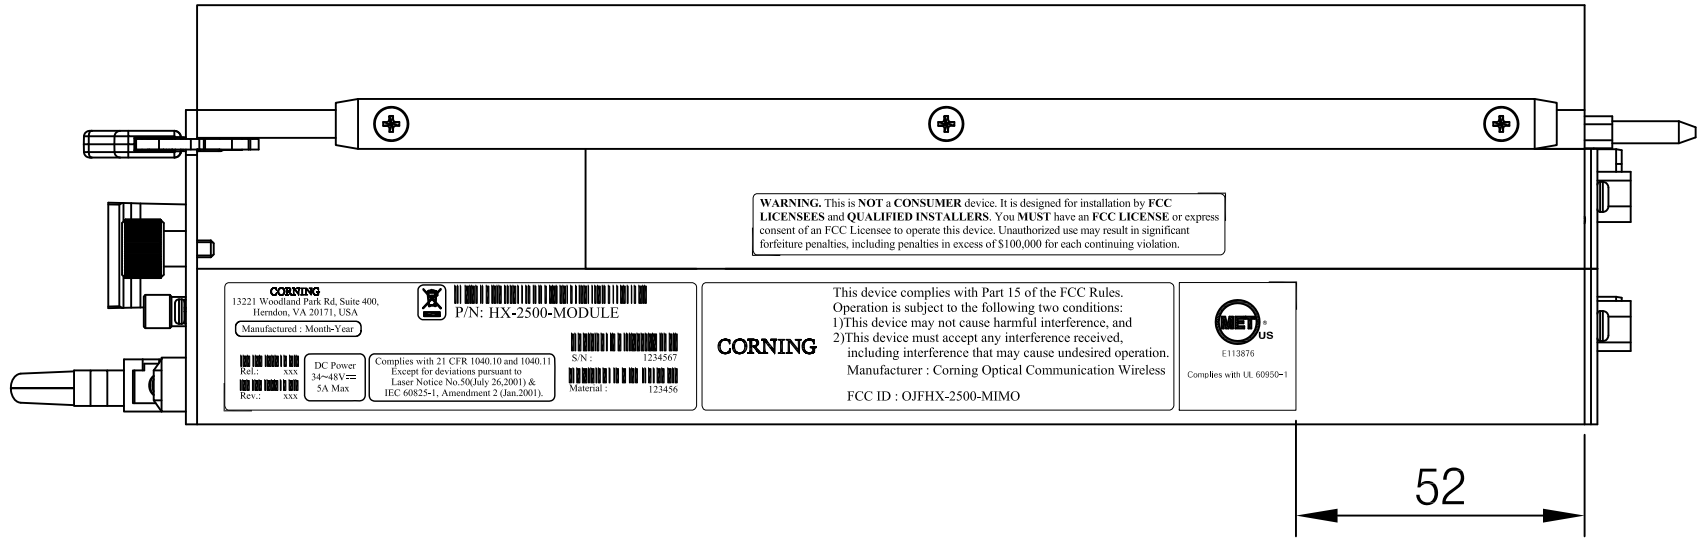 WARNING. This is NOT a CONSUMER device. It is designed for installation by FCC
LICENSEES and QUALIFIED INSTALLERS. You MUST have an FCC LICENSE or express
consent of an FCC Licensee to operate this device. Unauthorized use may result in significant
forfeiture penalties, including penalties in excess of $100,000 for each continuing violation.
CORNING
13221 Woodland Park Rd, Suite 400,
Herndon, VA 20171, USA
Manufactured : Month-Year
P/N: HX-2500-MODULE
Rel.: xxx
Rev.: xxx
DC Power
34~48V⎓
5A Max
Complies with 21 CFR 1040.10 and 1040.11
Except for deviations pursuant to
Laser Notice No.50(July 26,2001) &
IEC 60825-1, Amendment 2 (Jan.2001).
S/N : 1234567
Material : 123456
CORNING
This device complies with Part 15 of the FCC Rules.
Operation is subject to the following two conditions:
1)This device may not cause harmful interference, and
2)This device must accept any interference received,
including interference that may cause undesired operation.
Manufacturer : Corning Optical Communication Wireless
FCC ID : OJFHX-2500-MIMO
MET ® US
E113876
Complies with UL 60950-1
52